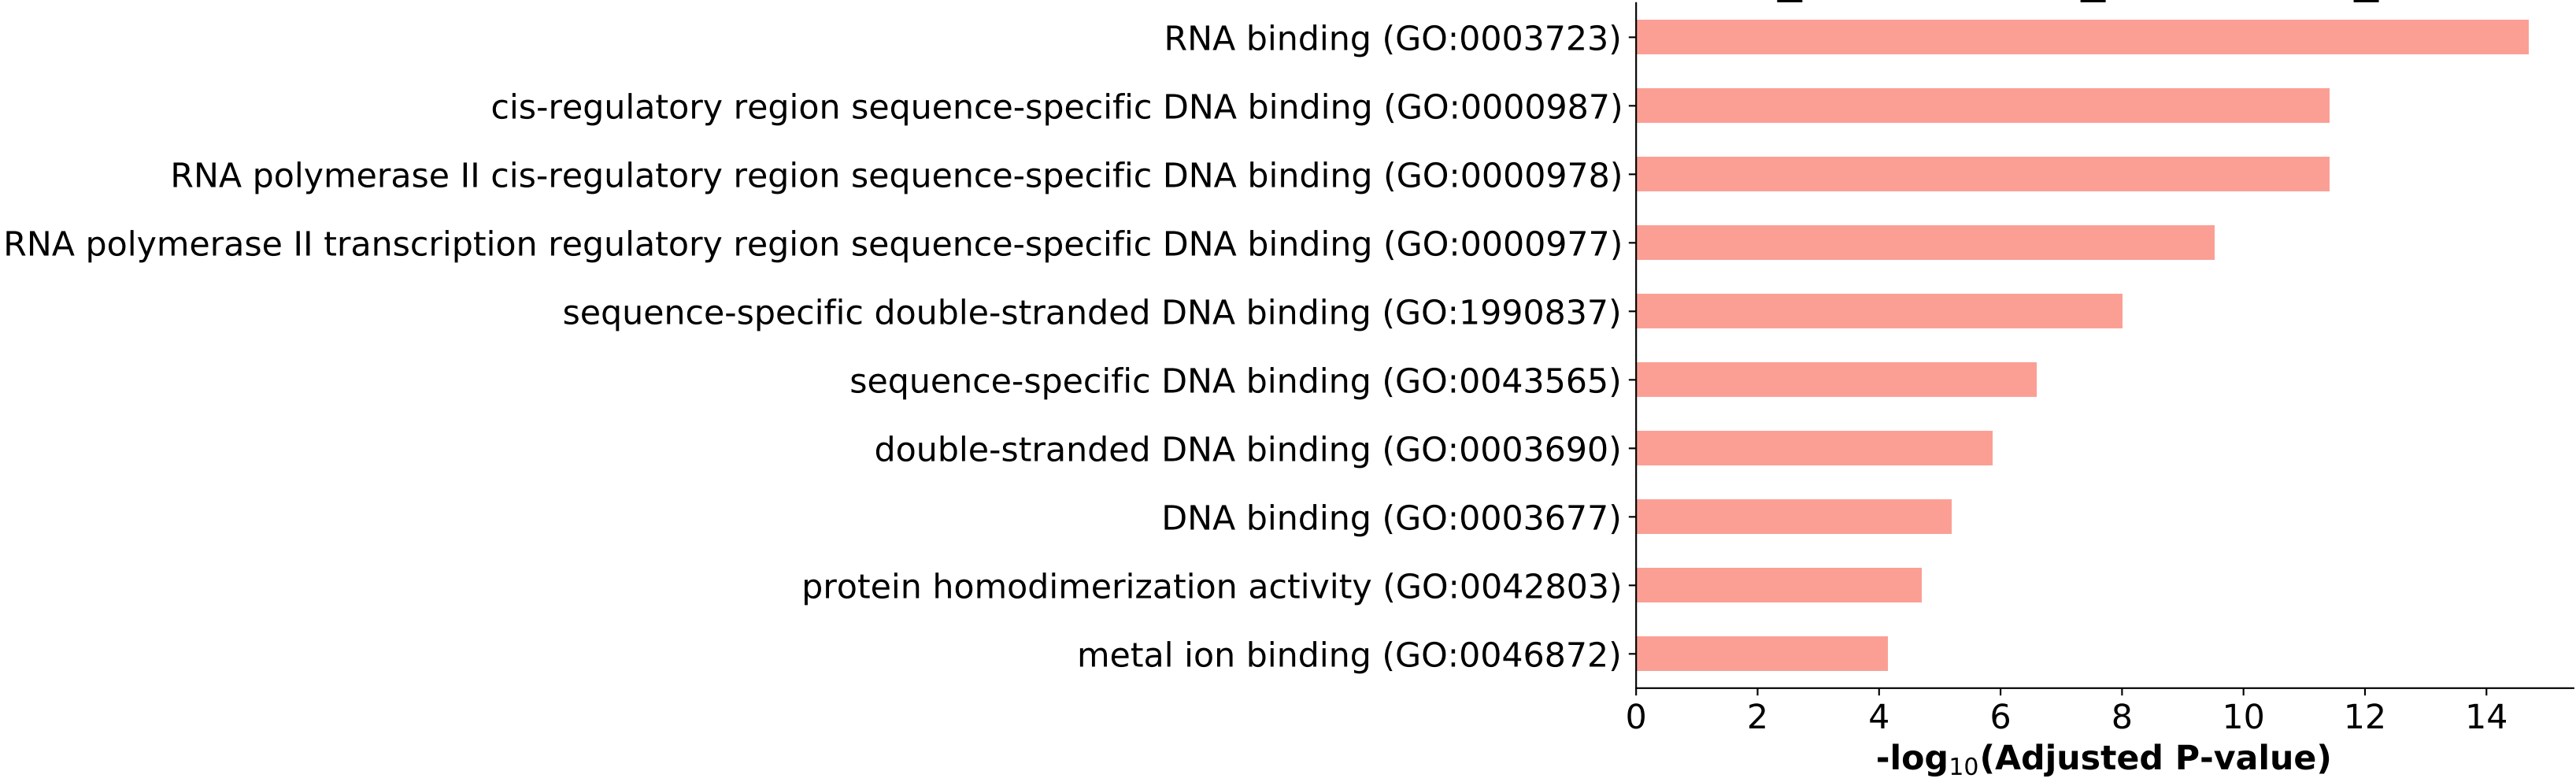 RNA binding (GO:0003723)
cis-regulatory region sequence-specific DNA binding (GO:0000987)
RNA polymerase II cis-regulatory region sequence-specific DNA binding (GO:0000978)
RNA polymerase II transcription regulatory region sequence-specific DNA binding (GO:0000977)
sequence-specific double-stranded DNA binding (GO:1990837)
sequence-specific DNA binding (GO:0043565)
double-stranded DNA binding (GO:0003690)
DNA binding (GO:0003677)
protein homodimerization activity (GO:0042803)
metal ion binding (GO:0046872)
0 2 4 6 8 10 12 14
-log₁₀(Adjusted P-value)